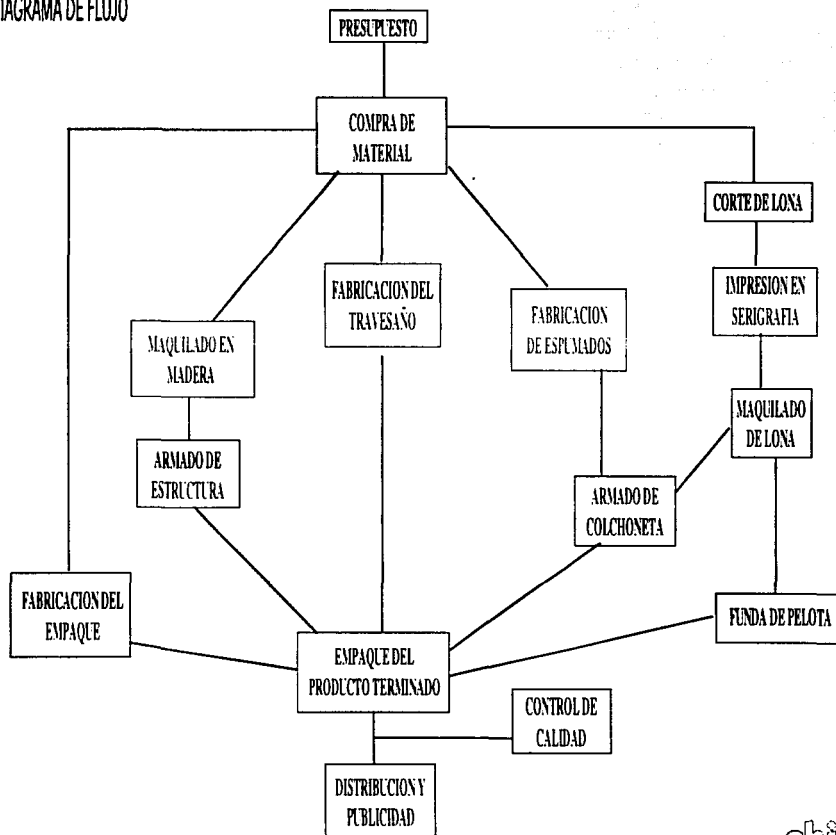 IAGRAMA DE FLUJO
PRESUPUESTO
COMPRA DE
MATERIAL
CORTE DE LONA
FABRICACION DEL
TRAVESAÑO
IMPRESION EN
SERIGRAFIA
FABRICACION
DE ESPUMADOS
MAQUILADO EN
MADERA
MAQUILADO
DE LONA
ARMADO DE
ESTRUCTURA
ARMADO DE
COLCHONETA
FABRICACION DEL
EMPAQUE
FUNDA DE PELOTA
EMPAQUE DEL
PRODUCTO TERMINADO
CONTROL DE
CALIDAD
DISTRIBUCION Y
PUBLICIDAD